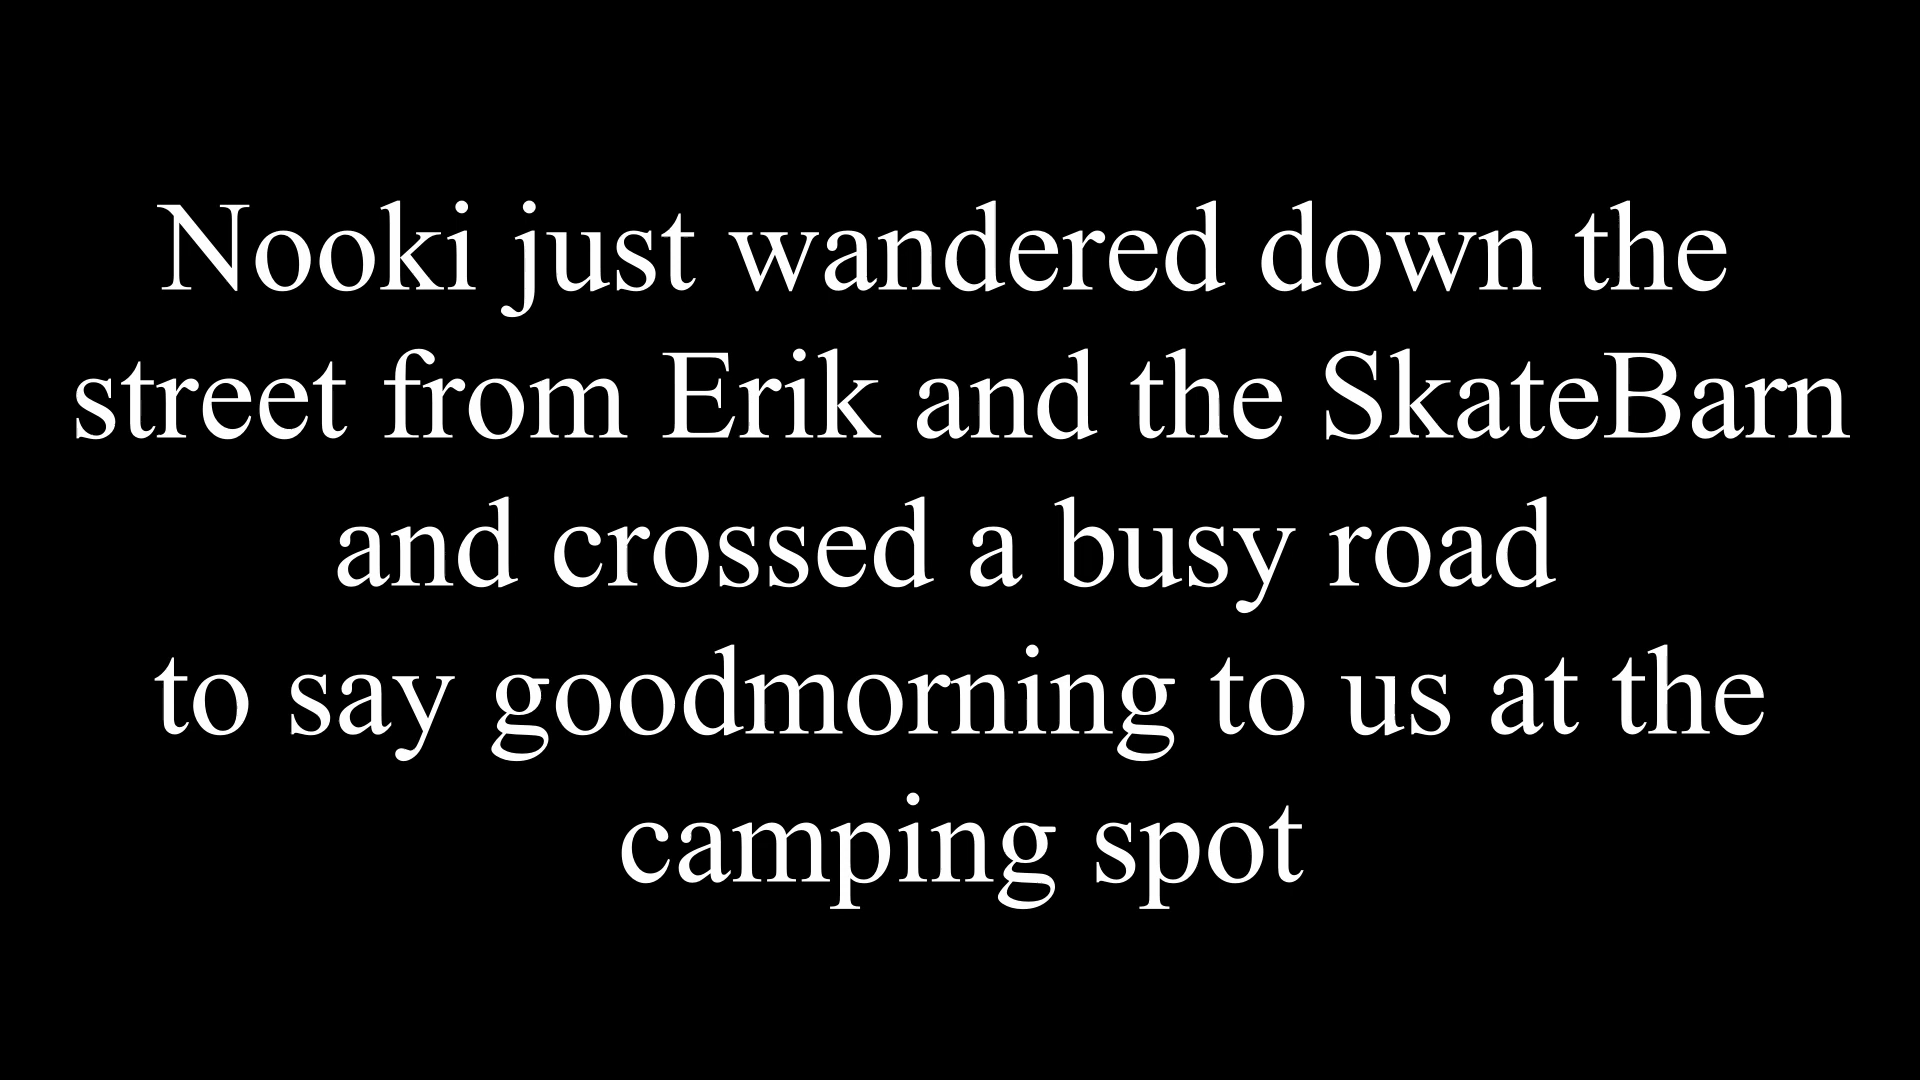 Nooki just wandered down the
street from Erik and the SkateBarn
and crossed a busy road
to say goodmorning to us at the
camping spot